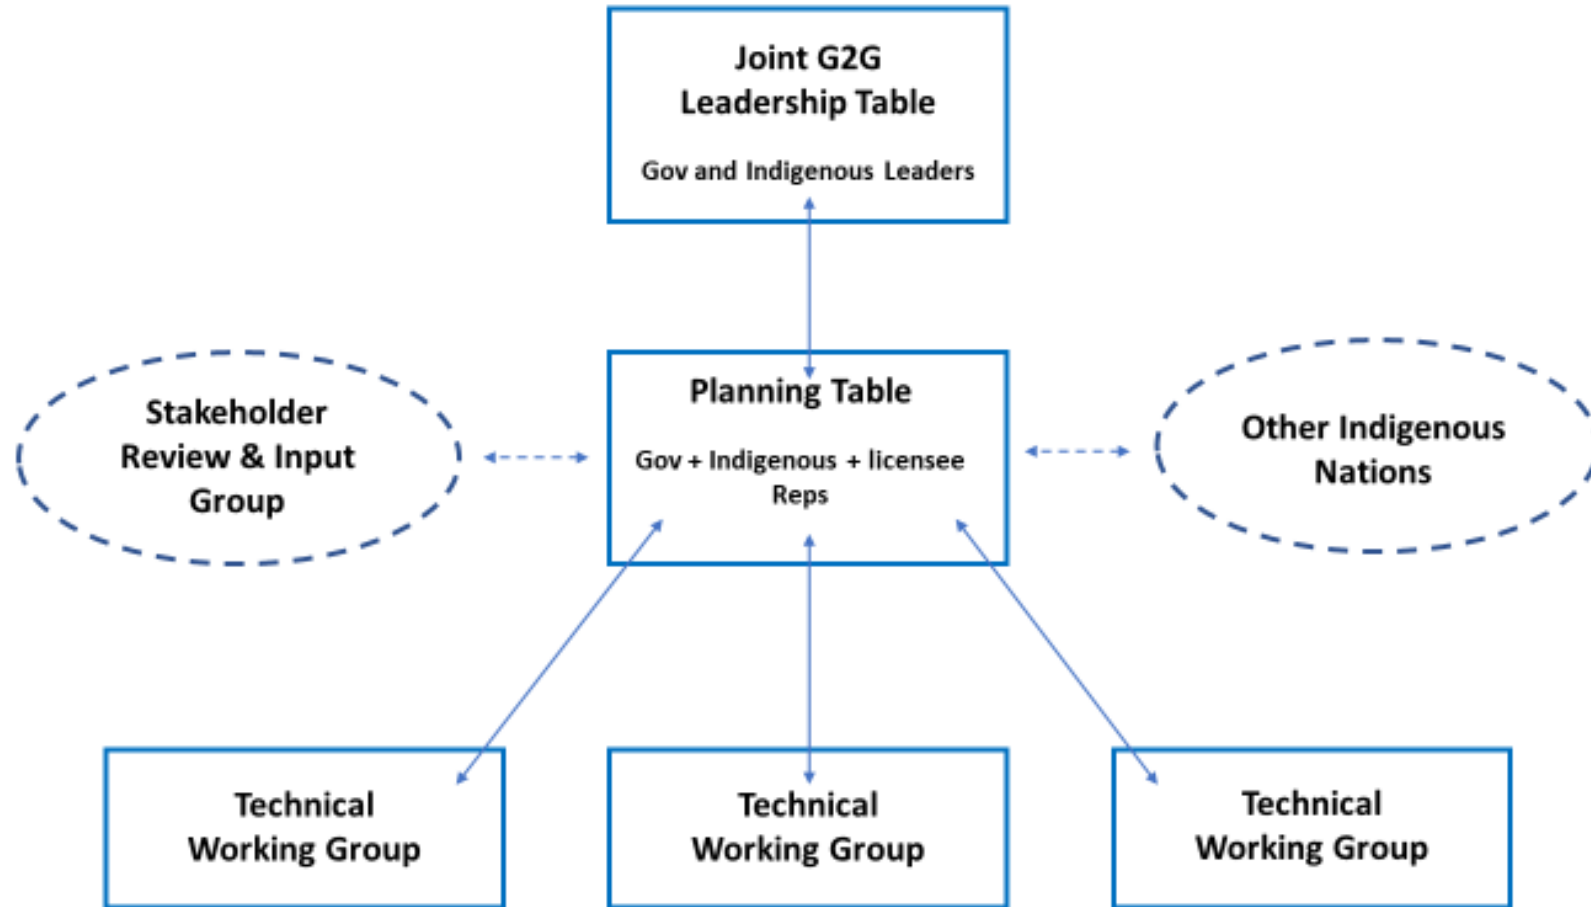 Joint G2G
Leadership Table
Gov and Indigenous Leaders
Planning Table
Gov + Indigenous + licensee
Reps
Stakeholder
Review & Input
Group
Other Indigenous
Nations
Technical
Working Group
Technical
Working Group
Technical
Working Group